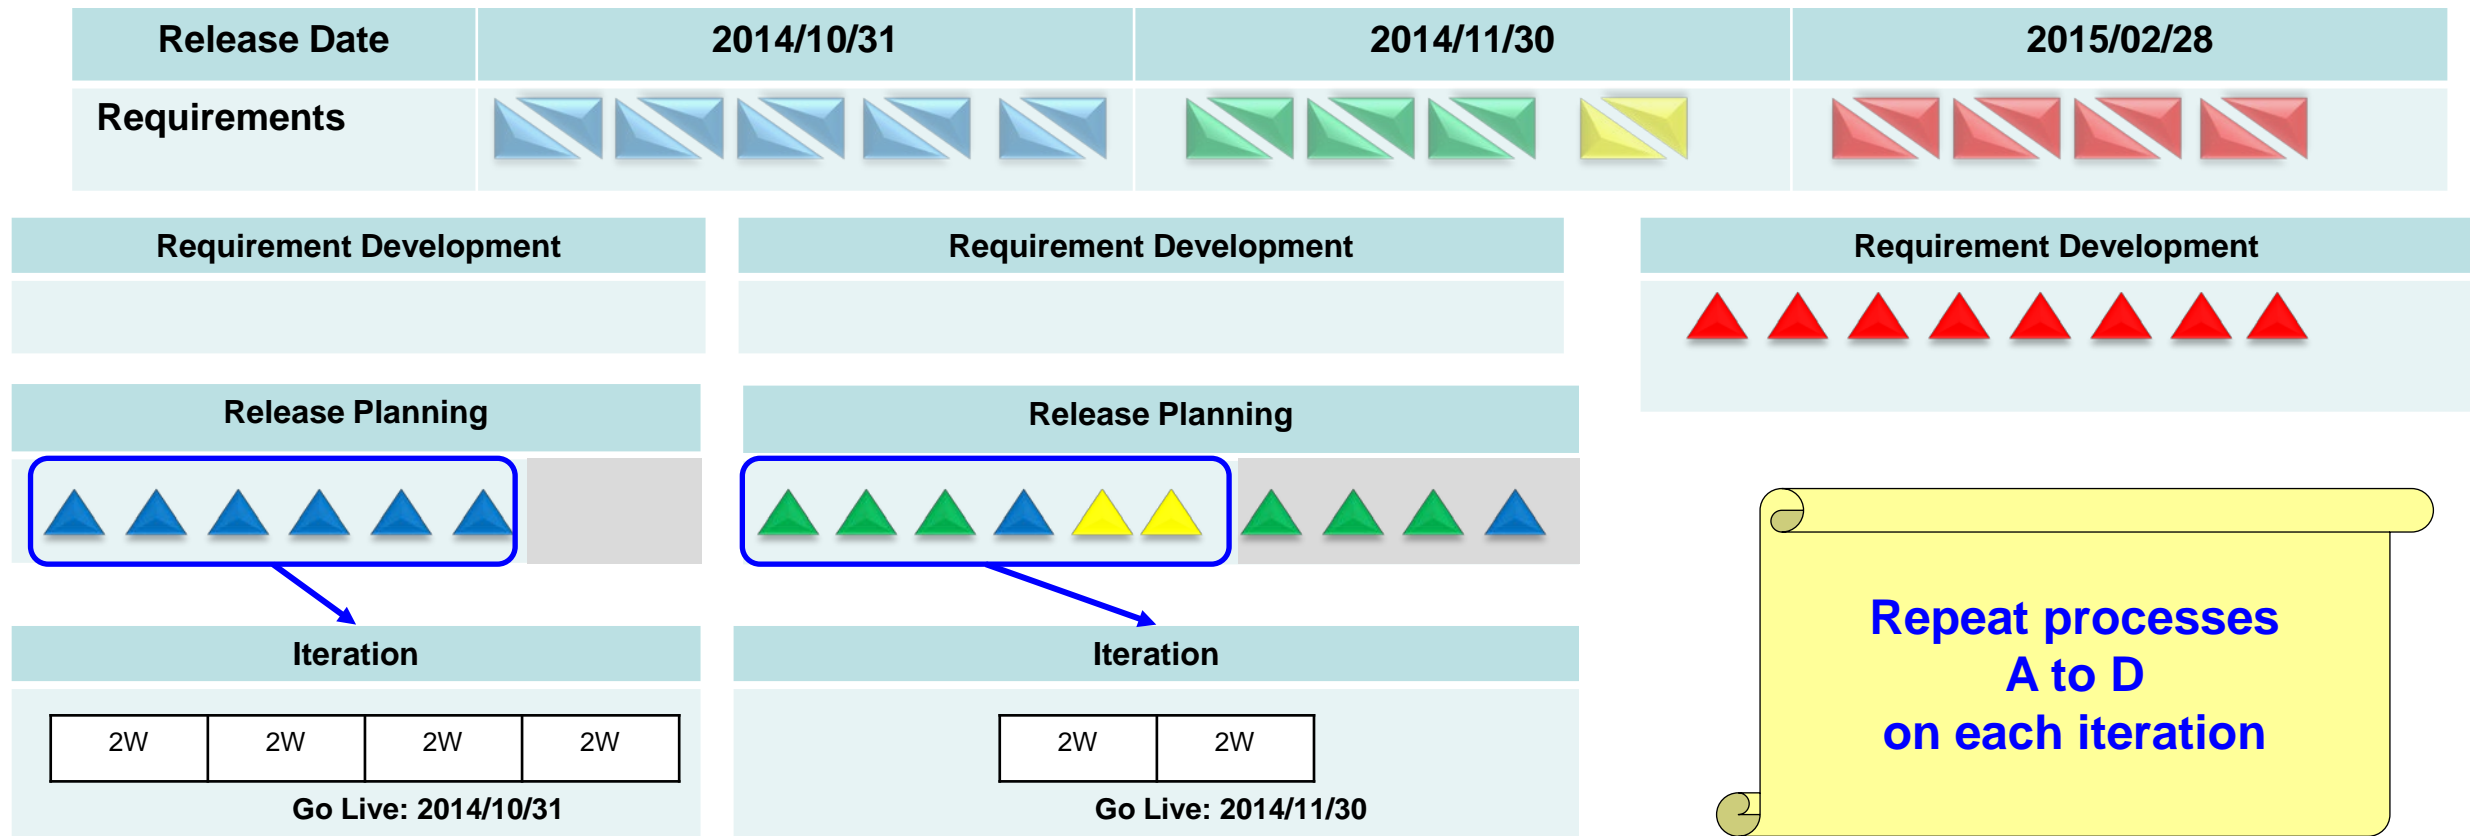 Release Date 2014/10/31 2014/11/30 2015/02/28
Requirements
Requirement Development Requirement Development Requirement Development
Release Planning Release Planning
Iteration Iteration
2W 2W 2W 2W 2W 2W
Go Live: 2014/10/31 Go Live: 2014/11/30
Repeat processes
A to D
on each iteration